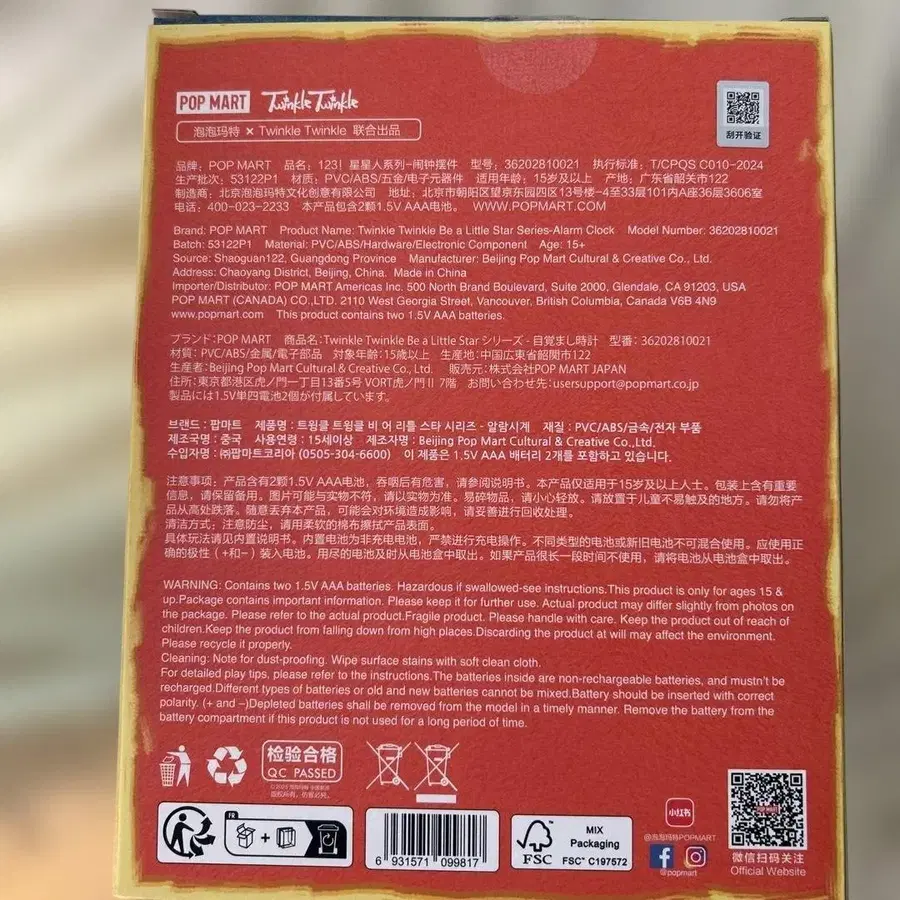 POP MART Twinkle Twinkle
泡泡玛特 × Twinkle Twinkle 联合出品
刮开验证
品牌: POP MART 品名: 123! 星星人系列-闹钟摆件 型号: 36202810021 执行标准: T/CPQS C010-2024
生产批次: 53122P1 材质: PVC/ABS/五金/电子元器件 适用年龄: 15岁及以上 产地: 广东省韶关市122
制造商: 北京泡泡玛特文化创意有限公司 地址: 北京市朝阳区望京东园四区13号楼-4至33层101内A座36层3606室
电话: 400-023-2233 本产品包含2颗1.5V AAA电池。 WWW.POPMART.COM
Brand: POP MART Product Name: Twinkle Twinkle Be a Little Star Series-Alarm Clock Model Number: 36202810021
Batch: 53122P1 Material: PVC/ABS/Hardware/Electronic Component Age: 15+
Source: Shaoguan122, Guangdong Province Manufacturer: Beijing Pop Mart Cultural & Creative Co., Ltd.
Address: Chaoyang District, Beijing, China. Made in China
Importer/Distributor: POP MART Americas Inc. 500 North Brand Boulevard, Suite 2000, Glendale, CA 91203, USA
POP MART (CANADA) CO.,LTD. 2110 West Georgia Street, Vancouver, British Columbia, Canada V6B 4N9
www.popmart.com This product contains two 1.5V AAA batteries.
ブランド: POP MART 商品名: Twinkle Twinkle Be a Little Star シリーズ - 目覚まし時計 型番: 36202810021
材質: PVC/ABS/金属/電子部品 対象年齢: 15歳以上 生産地: 中国広東省韶関市122
生産者: Beijing Pop Mart Cultural & Creative Co., Ltd. 販売元: 株式会社POP MART JAPAN
住所: 東京都港区虎ノ門一丁目13番5号 VORT虎ノ門 II 7階 お問い合わせ先: usersupport@popmart.co.jp
製品には1.5V単四電池2個が付属しています。
브랜드 : 팝마트 제품명 : 트윙클 트윙클 비 어 리틀 스타 시리즈 - 알람시계 재질 : PVC/ABS/금속/전자 부품
제조국명 : 중국 사용연령 : 15세이상 제조자명 : Beijing Pop Mart Cultural & Creative Co.,Ltd.
수입자명 : ㈜팝마트코리아 (0505-304-6600) 이 제품은 1.5V AAA 배터리 2개를 포함하고 있습니다.
注意事项: 产品含有2颗1.5V AAA电池，吞咽后有危害，请参阅说明书。本产品仅适用于15岁及以上人士。包装上含有重要
信息，请保留备用。图片可能与实物不符，请以实物为准。易碎物品，请小心轻放。请放置于儿童不易触及的地方。请勿将产
品从高处跌落。随意丢弃本产品，可能会对环境造成影响，请妥善进行回收处理。
清洁方式: 注意防尘，请用柔软的棉布擦拭产品表面。
具体玩法请见内置说明书。内置电池为非充电电池，严禁进行充电操作。不同类型的电池或新旧电池不可混合使用。应使用正
确的极性 (+和−) 装入电池。用尽的电池及时从电池盒中取出。如果产品很长一段时间不使用，请将电池从电池盒中取出。
WARNING: Contains two 1.5V AAA batteries. Hazardous if swallowed-see instructions.This product is only for ages 15 &
up.Package contains important information. Please keep it for further use. Actual product may differ slightly from photos on
the package. Please refer to the actual product.Fragile product. Please handle with care. Keep the product out of reach of
children.Keep the product from falling down from high places.Discarding the product at will may affect the environment.
Please recycle it properly.
Cleaning: Note for dust-proofing. Wipe surface stains with soft clean cloth.
For detailed play tips, please refer to the instructions.The batteries inside are non-rechargeable batteries, and mustn't be
recharged.Different types of batteries or old and new batteries cannot be mixed.Battery should be inserted with correct
polarity. (+ and –)Depleted batteries shall be removed from the model in a timely manner. Remove the battery from the
battery compartment if this product is not used for a long period of time.
检验合格
QC PASSED
版权所有，仿者必究
FR
6 931571 099817
FSC
MIX
Packaging
FSC® C197572
小红书
@泡泡玛特POPMART
@popmart
POP MART
微信扫码关注
Official Website